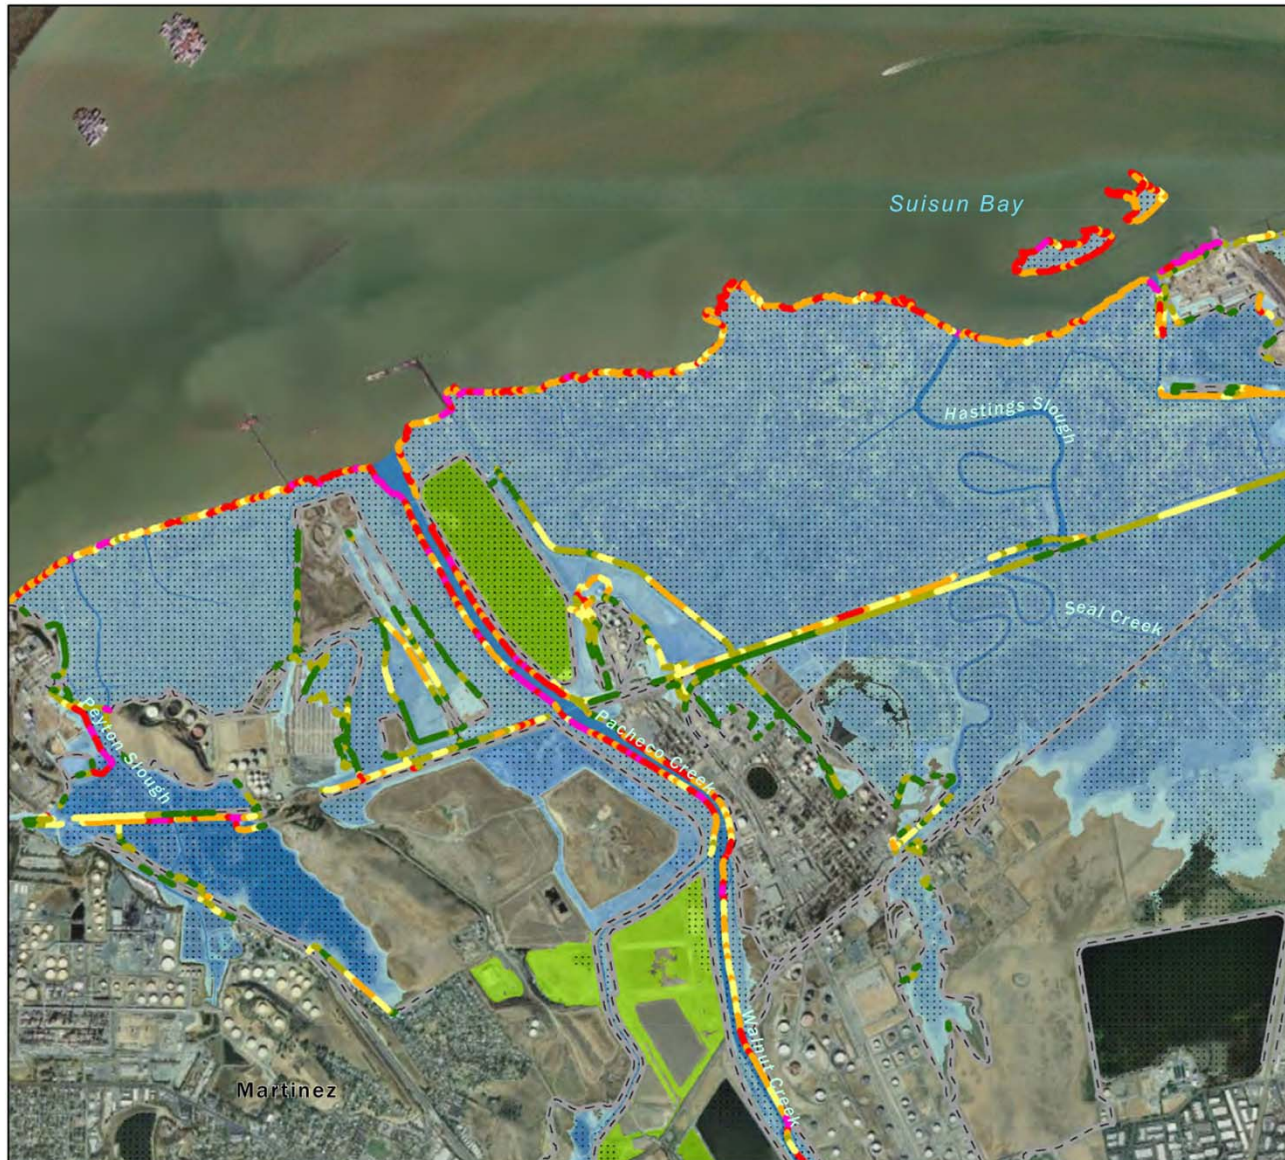 Suisun Bay
Hastings Slough
Seal Creek
Peyton Slough
Pacheco Creek
Walnut Creek
Martinez